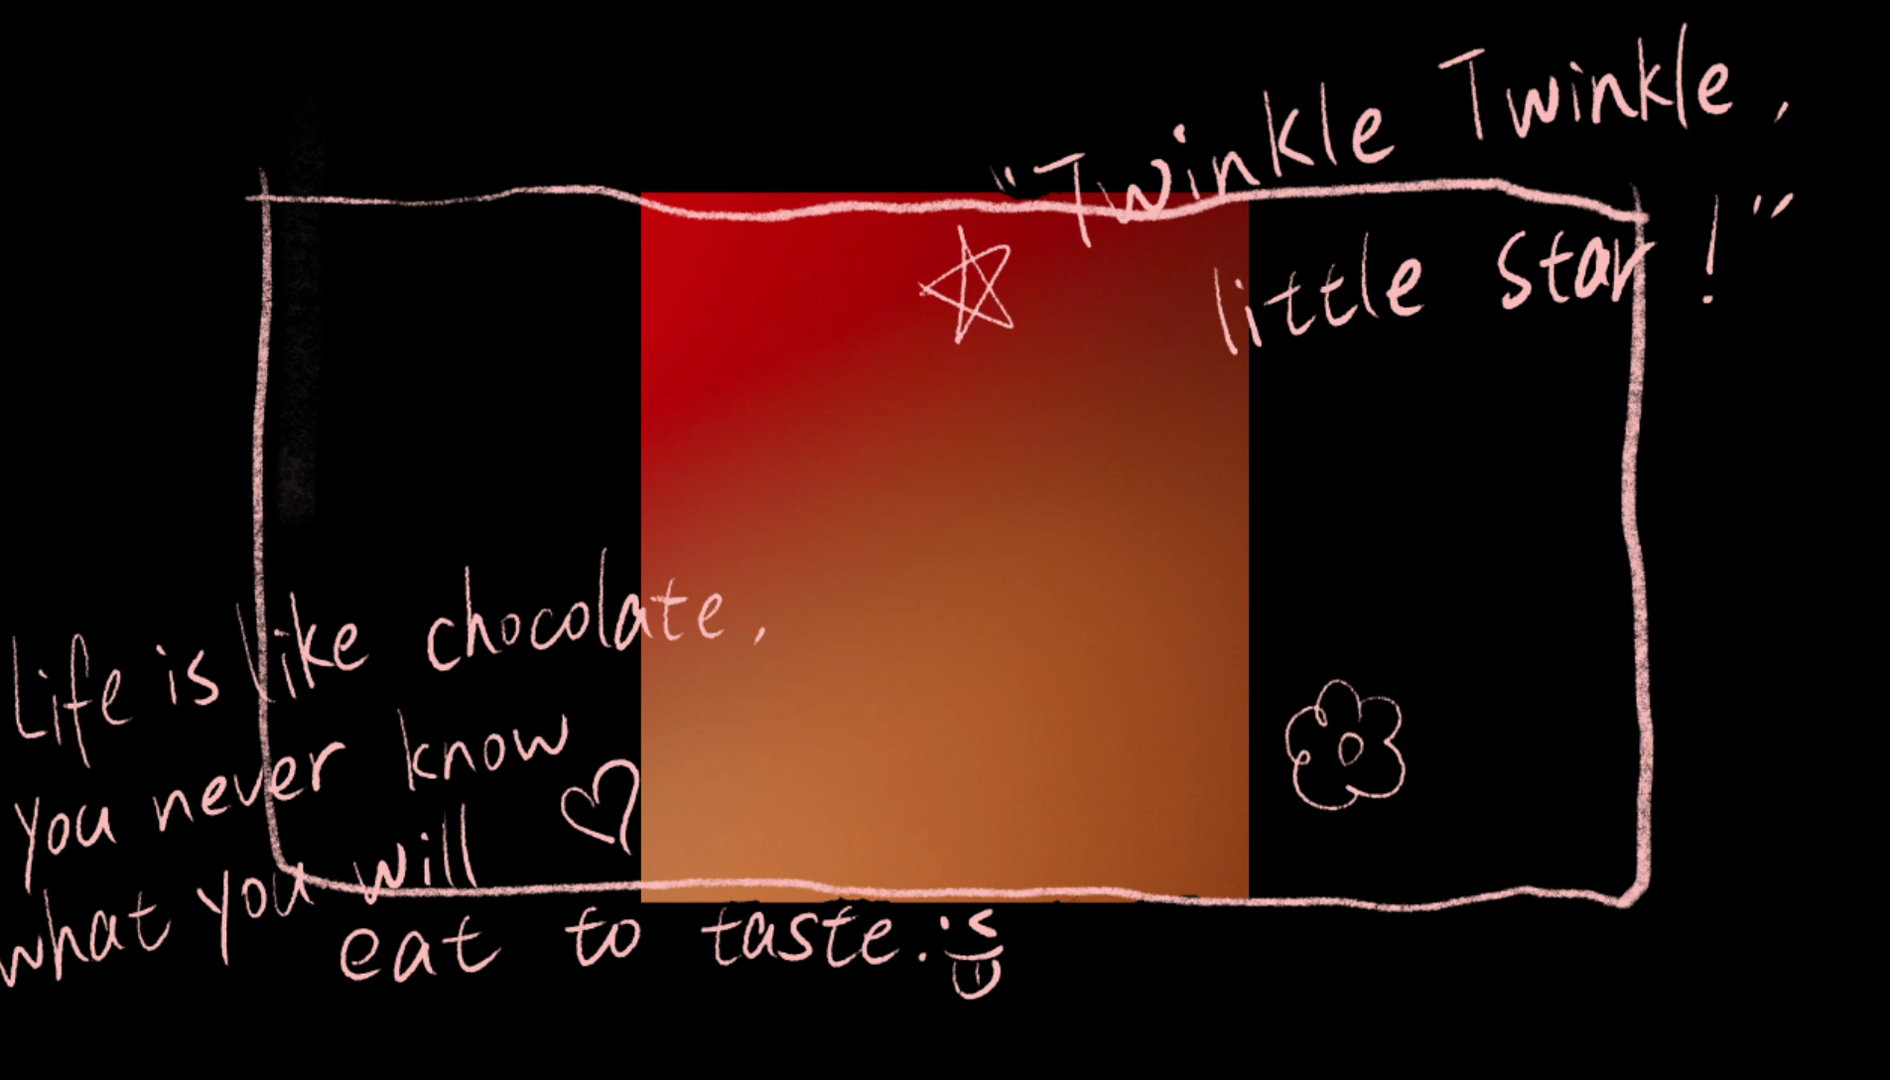 "Twinkle Twinkle,
little star!"
Life is like chocolate,
you never know
what you will
eat to taste.